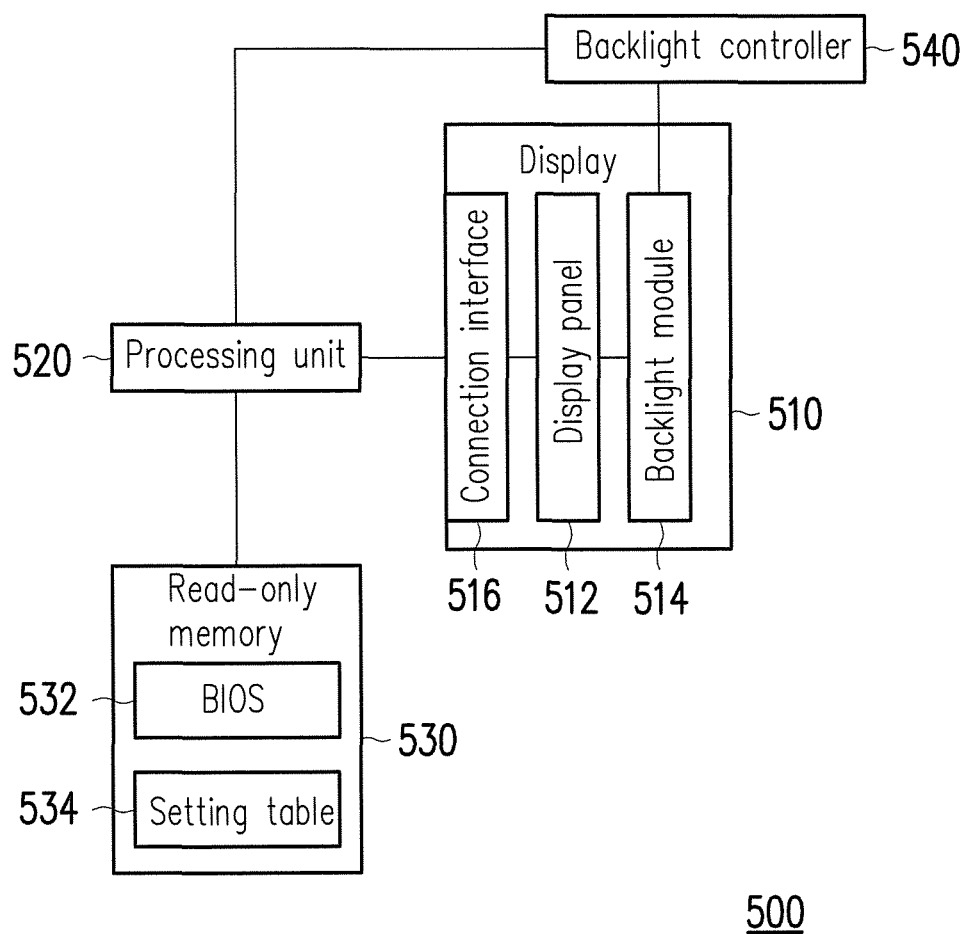 Backlight controller
540
Display
Connection interface
Display panel
Backlight module
520
Processing unit
510
516
512
514
Read-only
memory
532
BIOS
530
534
Setting table
500